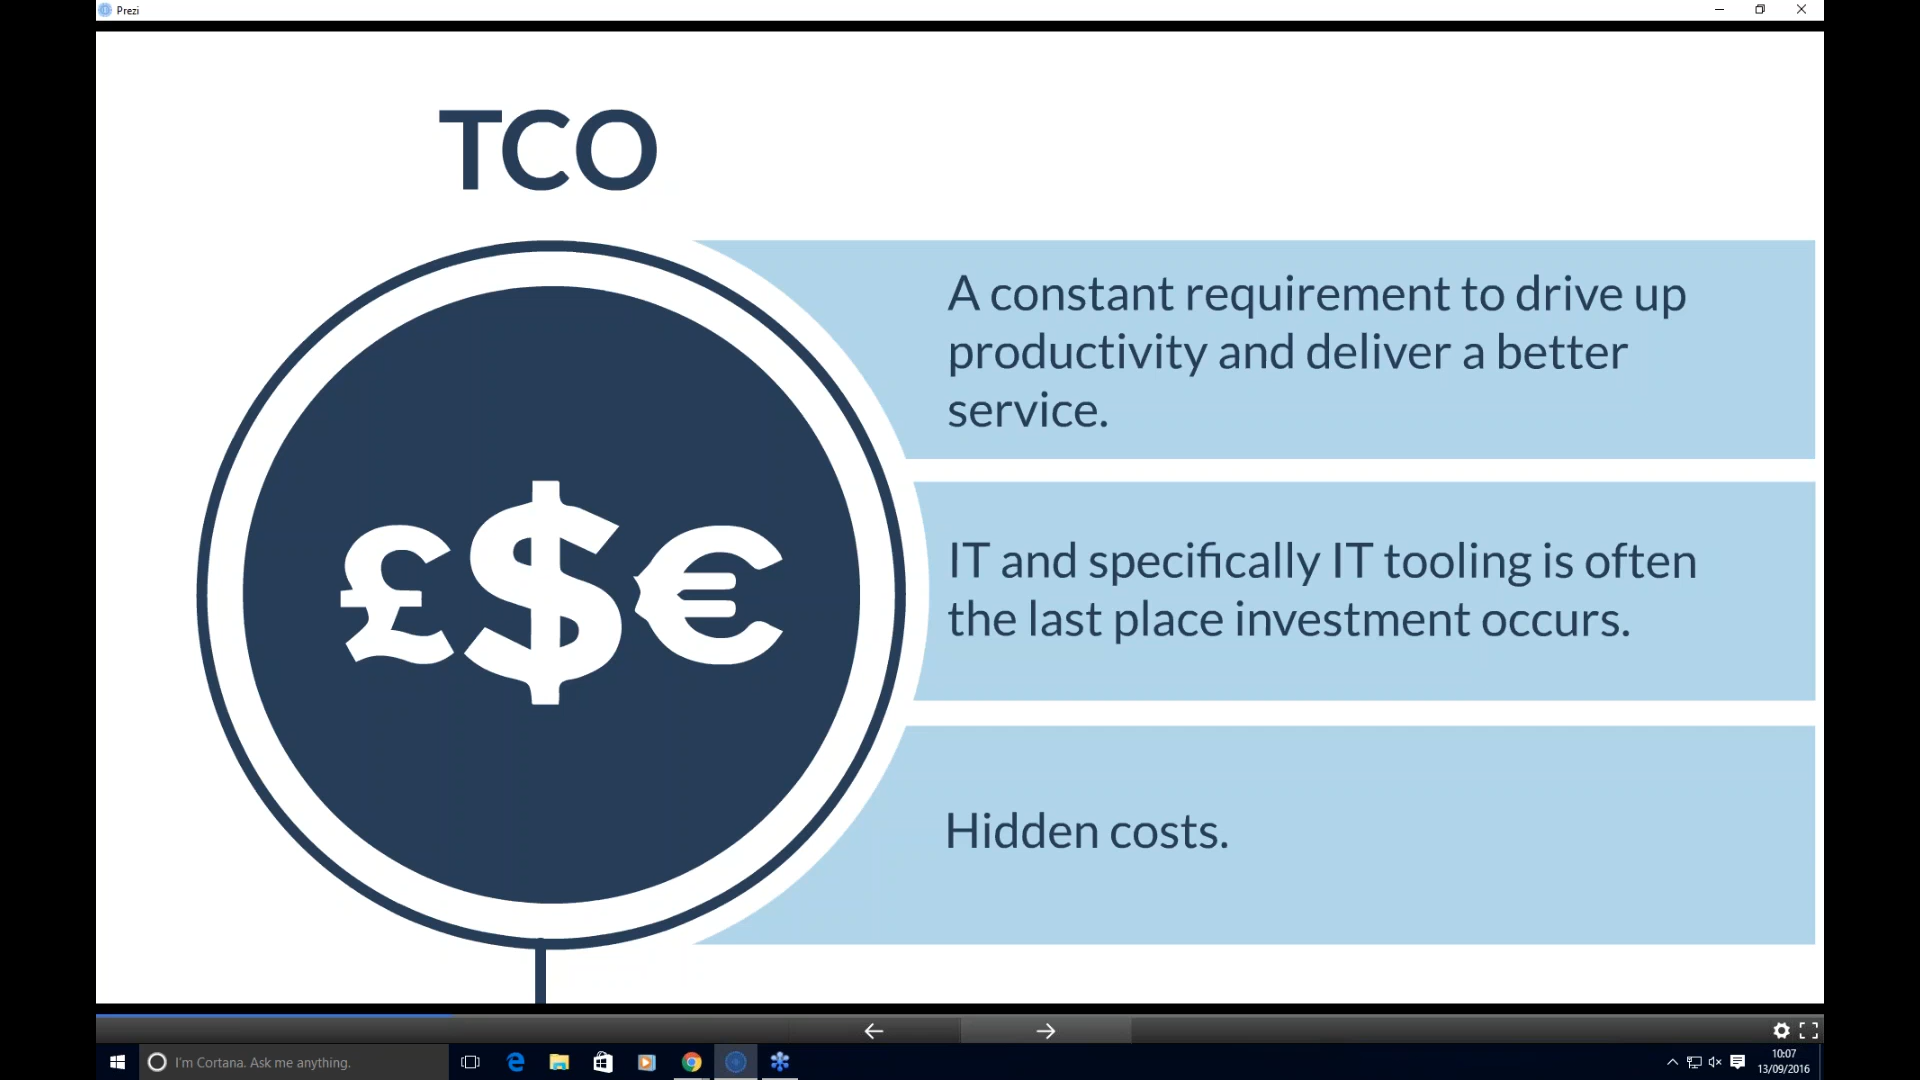 Prezi
TCO
A constant requirement to drive up
productivity and deliver a better
service.
£$€
IT and specifically IT tooling is often
the last place investment occurs.
Hidden costs.
I'm Cortana. Ask me anything.
10:07
13/09/2016